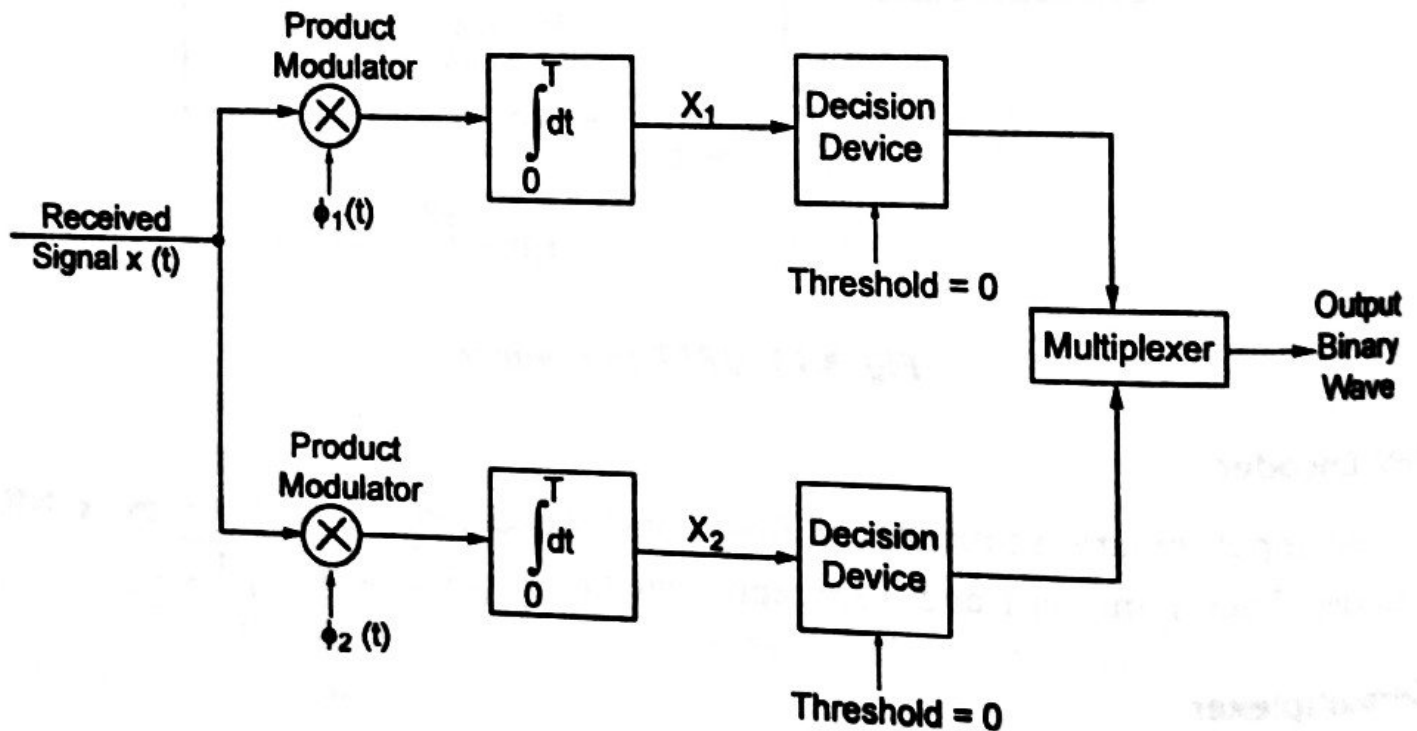 Product
Modulator
T
∫dt
0
X₁
Decision
Device
ϕ₁(t)
Received
Signal x (t)
Threshold = 0
Multiplexer
Output
Binary
Wave
Product
Modulator
T
∫dt
0
X₂
Decision
Device
ϕ₂ (t)
Threshold = 0